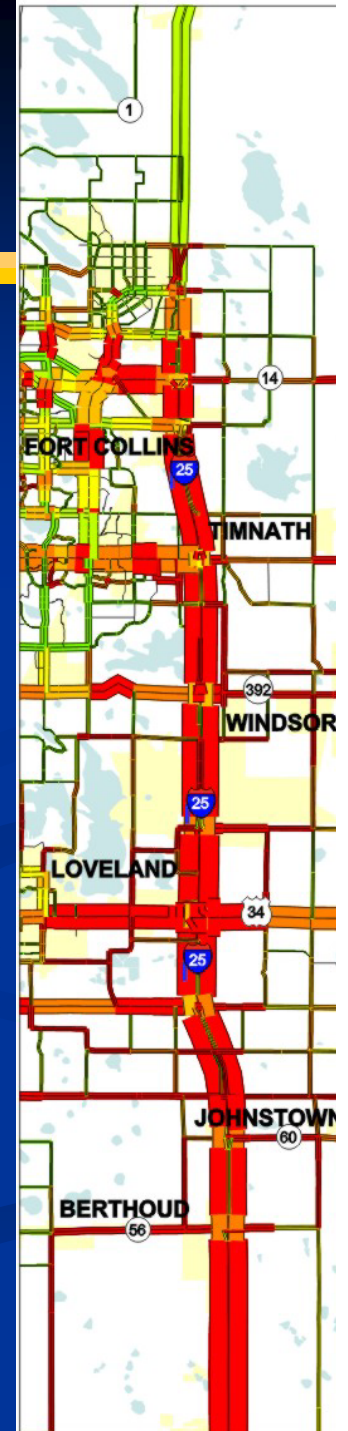 1
14
FORT COLLINS
25
TIMNATH
392
WINDSOR
25
LOVELAND
34
25
JOHNSTOWN
60
BERTHOUD
56